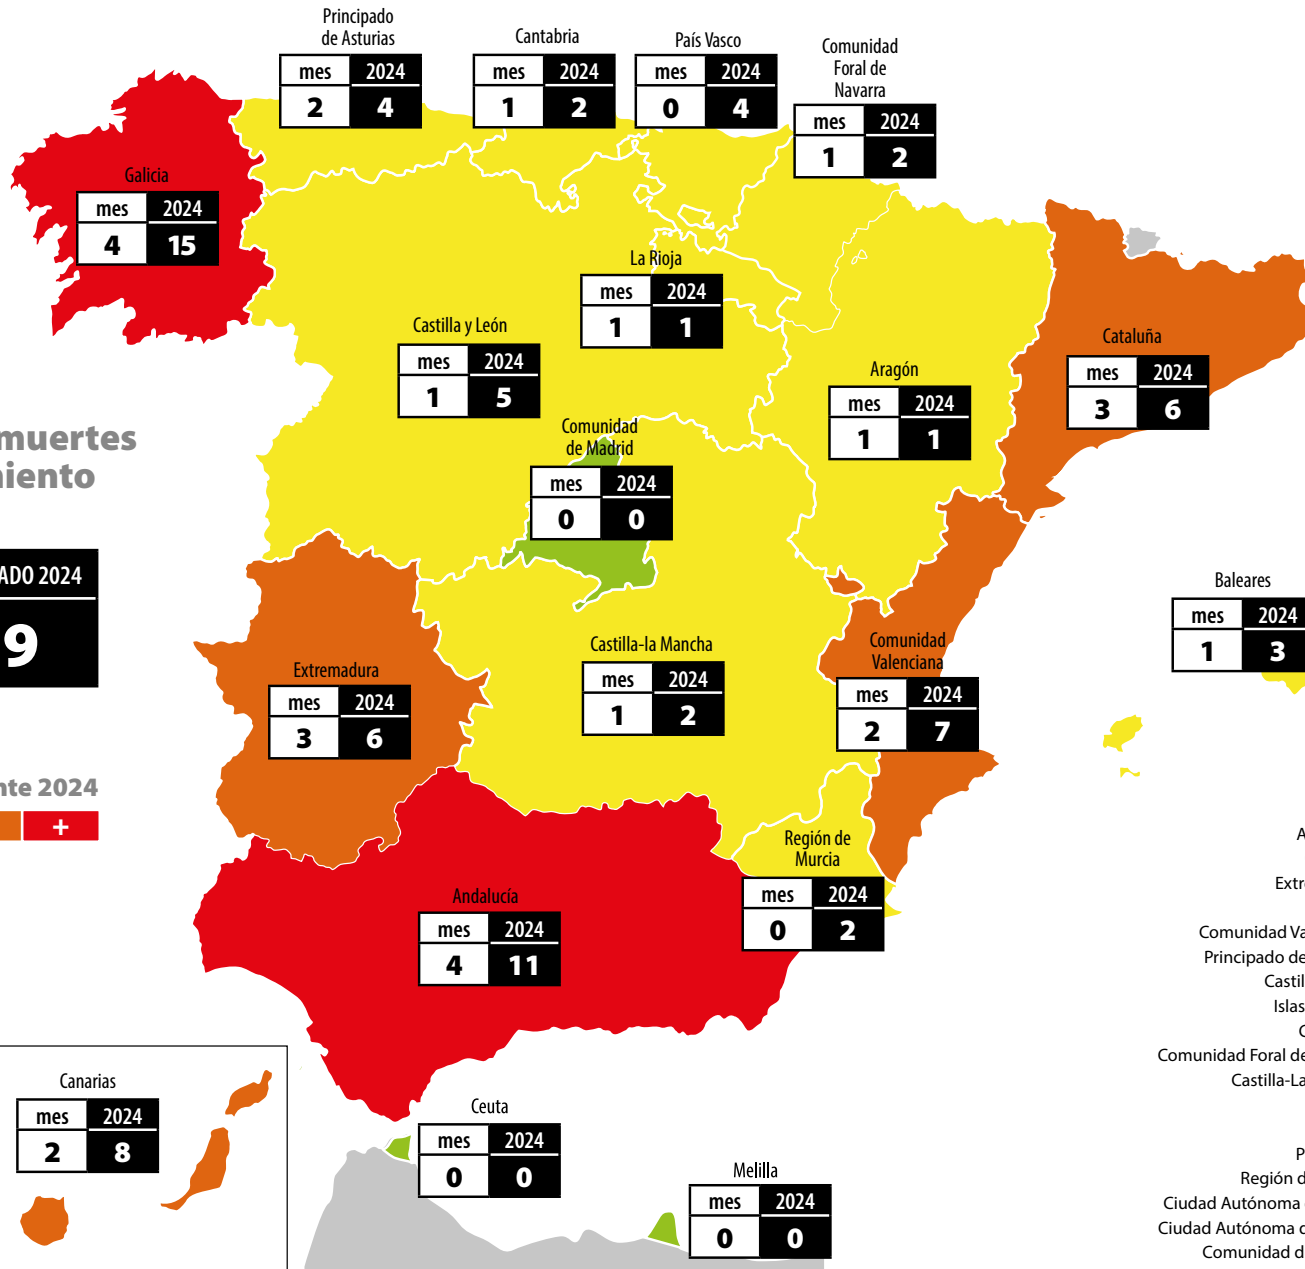 Principado
de Asturias
mes 2024
2 4
Cantabria
mes 2024
1 2
País Vasco
mes 2024
0 4
Comunidad
Foral de
Navarra
mes 2024
1 2
Galicia
mes 2024
4 15
La Rioja
mes 2024
1 1
Castilla y León
mes 2024
1 5
Cataluña
mes 2024
3 6
Aragón
mes 2024
1 1
Comunidad
de Madrid
mes 2024
0 0
muertes
2024
9
Baleares
mes 2024
1 3
Castilla-la Mancha
mes 2024
1 2
Comunidad
Valenciana
mes 2024
2 7
Extremadura
mes 2024
3 6
2024
+
Región de
Murcia
mes 2024
0 2
Andalucía
mes 2024
4 11
Canarias
mes 2024
2 8
Ceuta
mes 2024
0 0
Melilla
mes 2024
0 0
Comunidad
Principado de
Islas
Comunidad Foral de
Región
Ciudad Autónoma
Ciudad Autónoma
Comunidad